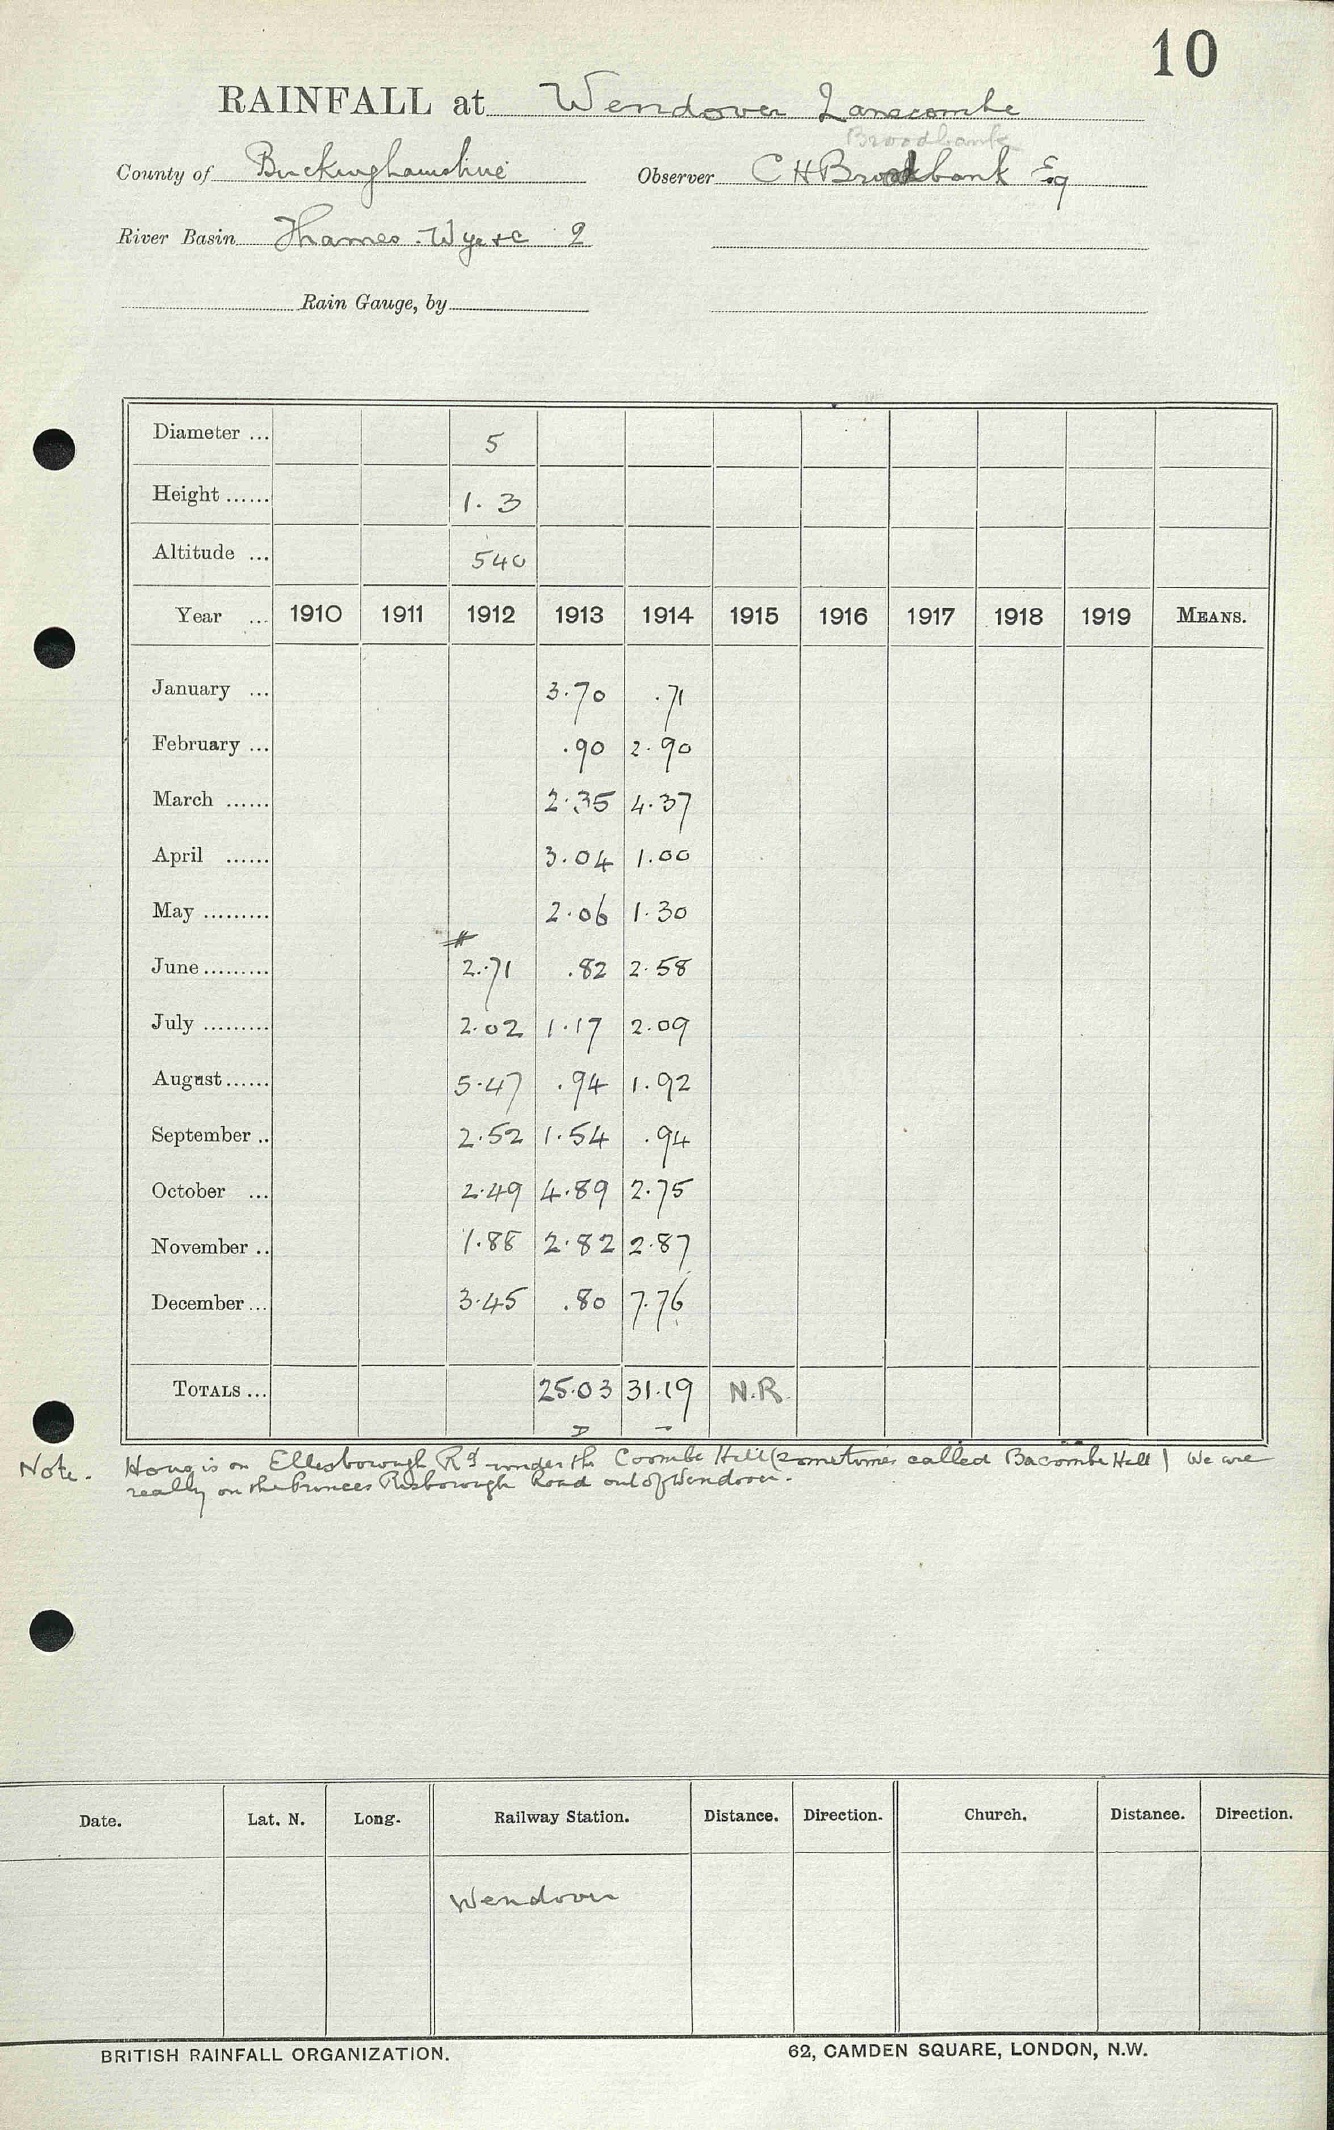 10
RAINFALL at Wendover Lanscombe
Broodbank
County of Buckinghamshire Observer C H Broodbank Esq
River Basin Thames. Wye &c 2
Rain Gauge, by
Diameter ... 5
Height ...... 1. 3
Altitude ... 540
Year ... 1910 1911 1912 1913 1914 1915 1916 1917 1918 1919 MEANS.
January ... 3.70 .71
February ... .90 2.90
March ...... 2.35 4.37
April ...... 3.04 1.00
May ......... 2.06 1.30
#
June ......... 2.71 .82 2.58
July ......... 2.02 1.17 2.09
August...... 5.47 .94 1.92
September .. 2.52 1.54 .94
October ... 2.49 4.89 2.75
November .. 1.88 2.82 2.87
December ... 3.45 .80 7.76
TOTALS ... 25.03 31.19 N.R.
Note. House is on Ellesborough Rd under the Coombe Hill (sometimes called Bacombe Hill) We are
really on the Princes Risborough Road out of Wendover.
Date. Lat. N. Long. Railway Station. Distance. Direction. Church. Distance. Direction.
Wendover
BRITISH RAINFALL ORGANIZATION. 62, CAMDEN SQUARE, LONDON, N.W.